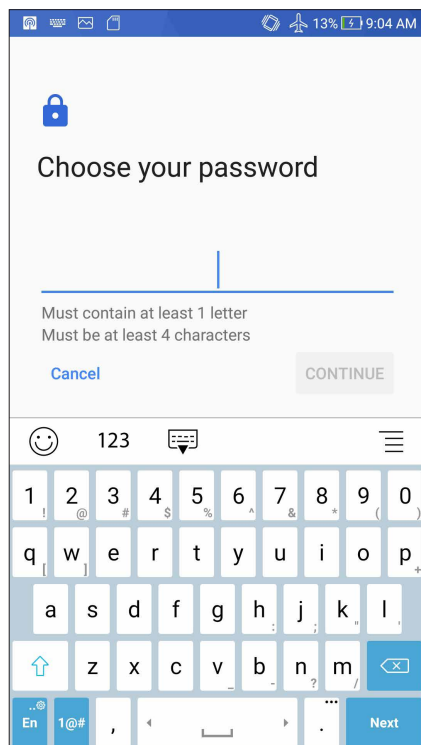 13% 9:04 AM
Choose your password
Must contain at least 1 letter
Must be at least 4 characters
Cancel CONTINUE
123
1 2 3 4 5 6 7 8 9 0
! @ # $ % ^ & * ( )
q w e r t y u i o p
[ ] +
a s d f g h j k l
: ; " '
z x c v b n m
_ - ? /
En 1@# , . Next